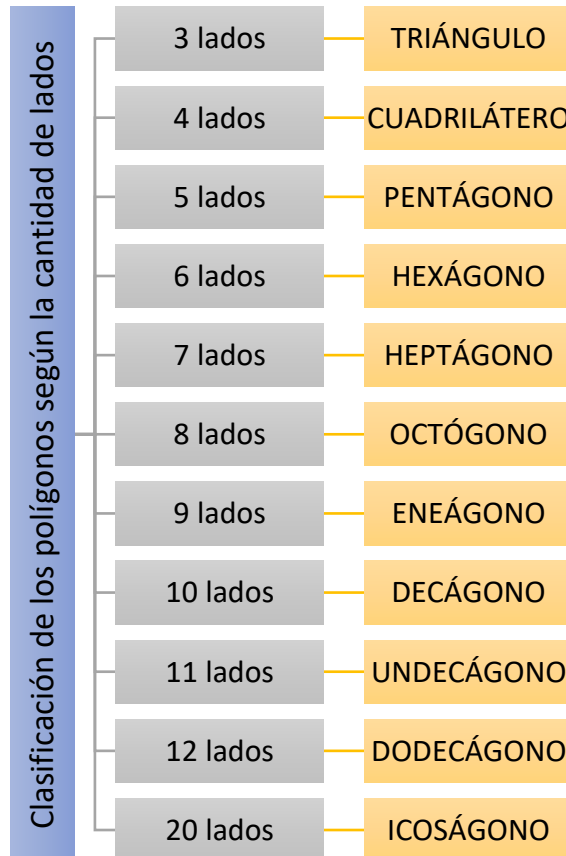 Clasificación de los polígonos según la cantidad de lados
3 lados
TRIÁNGULO
4 lados
CUADRILÁTERO
5 lados
PENTÁGONO
6 lados
HEXÁGONO
7 lados
HEPTÁGONO
8 lados
OCTÓGONO
9 lados
ENEÁGONO
10 lados
DECÁGONO
11 lados
UNDECÁGONO
12 lados
DODECÁGONO
20 lados
ICOSÁGONO